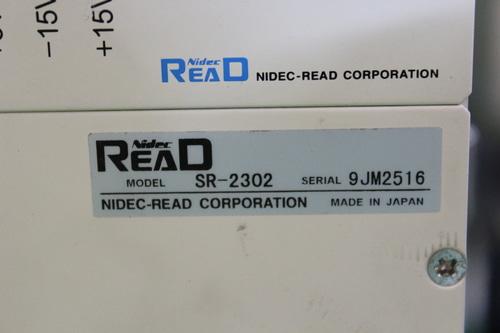 -15V
+15V
Nidec
READ NIDEC-READ CORPORATION
Nidec
READ
MODEL SR-2302 SERIAL 9JM2516
NIDEC-READ CORPORATION MADE IN JAPAN